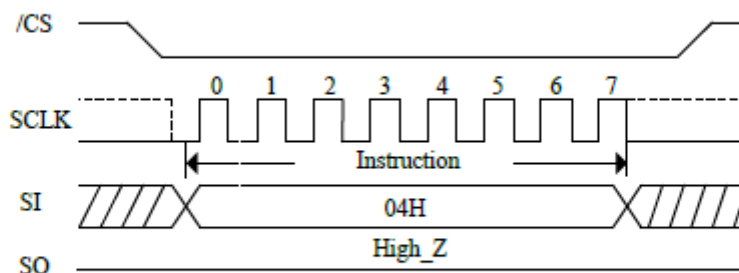 /CS
0 1 2 3 4 5 6 7
SCLK
Instruction
SI 04H
High_Z
SO